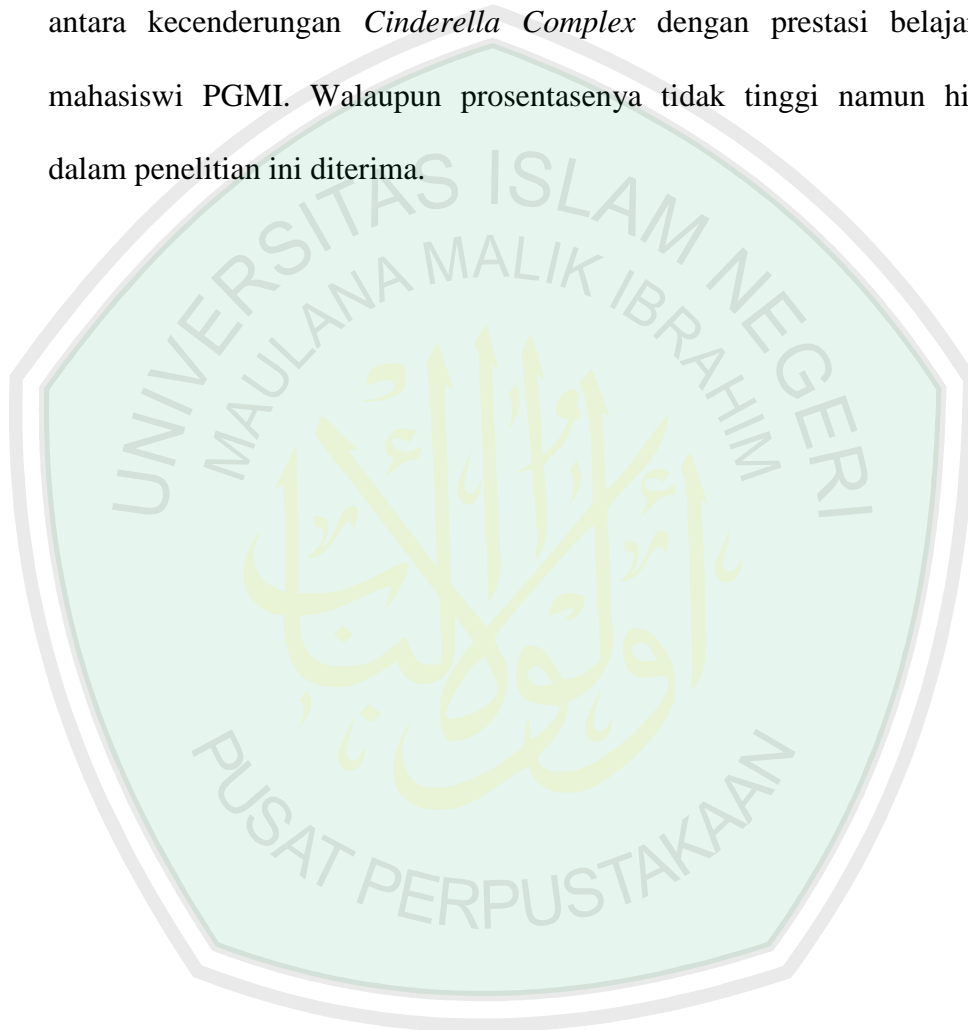 antara kecenderungan Cinderella Complex dengan prestasi belajar
mahasiswi PGMI. Walaupun prosentasenya tidak tinggi namun
dalam penelitian ini diterima.
UNIVERSITAS ISLAM NEGERI
MAULANA MALIK IBRAHIM
PUSAT PERPUSTAKAAN